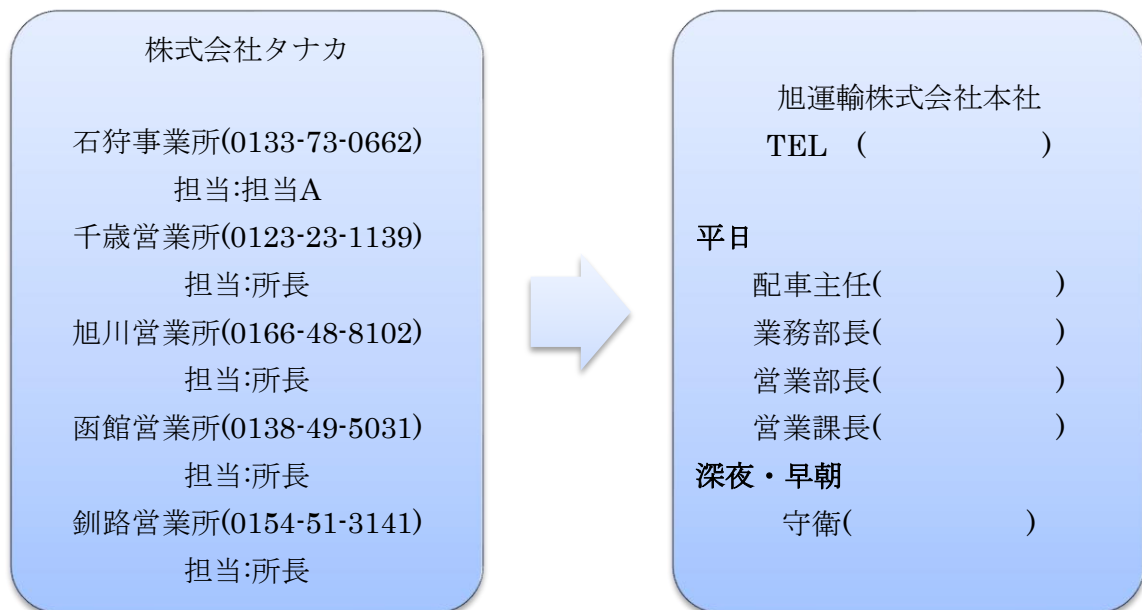 株式会社タナカ
石狩事業所(0133-73-0662)
担当:担当A
千歳営業所(0123-23-1139)
担当:所長
旭川営業所(0166-48-8102)
担当:所長
函館営業所(0138-49-5031)
担当:所長
釧路営業所(0154-51-3141)
担当:所長
旭運輸株式会社本社
TEL ( )
平日
配車主任( )
業務部長( )
営業部長( )
営業課長( )
深夜・早朝
守衛( )